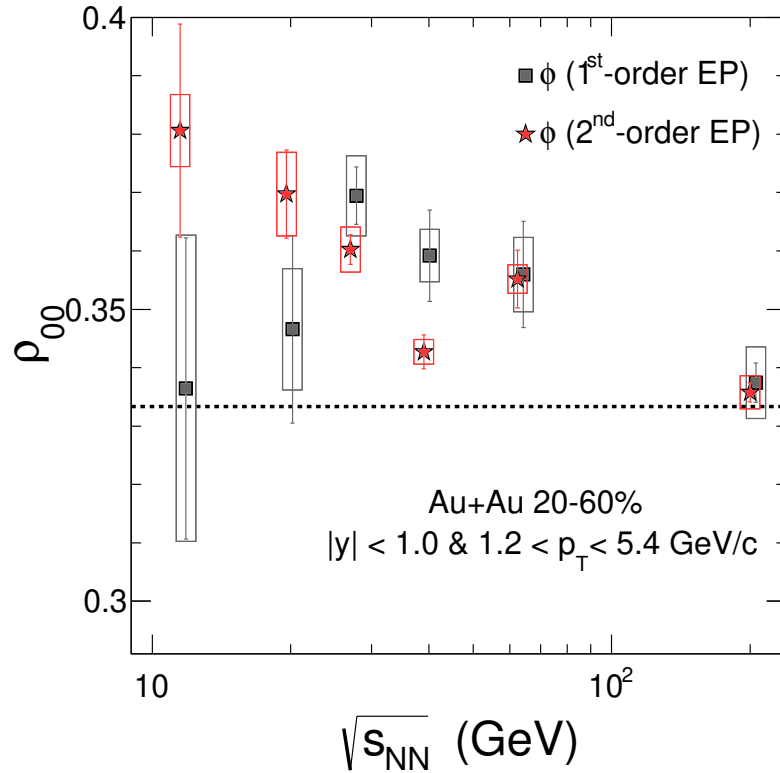 0.4
0.35
0.3
ρ00
ϕ (1st-order EP)
ϕ (2nd-order EP)
Au+Au 20-60%
|y| < 1.0 & 1.2 < pT < 5.4 GeV/c
10
10²
√sNN (GeV)